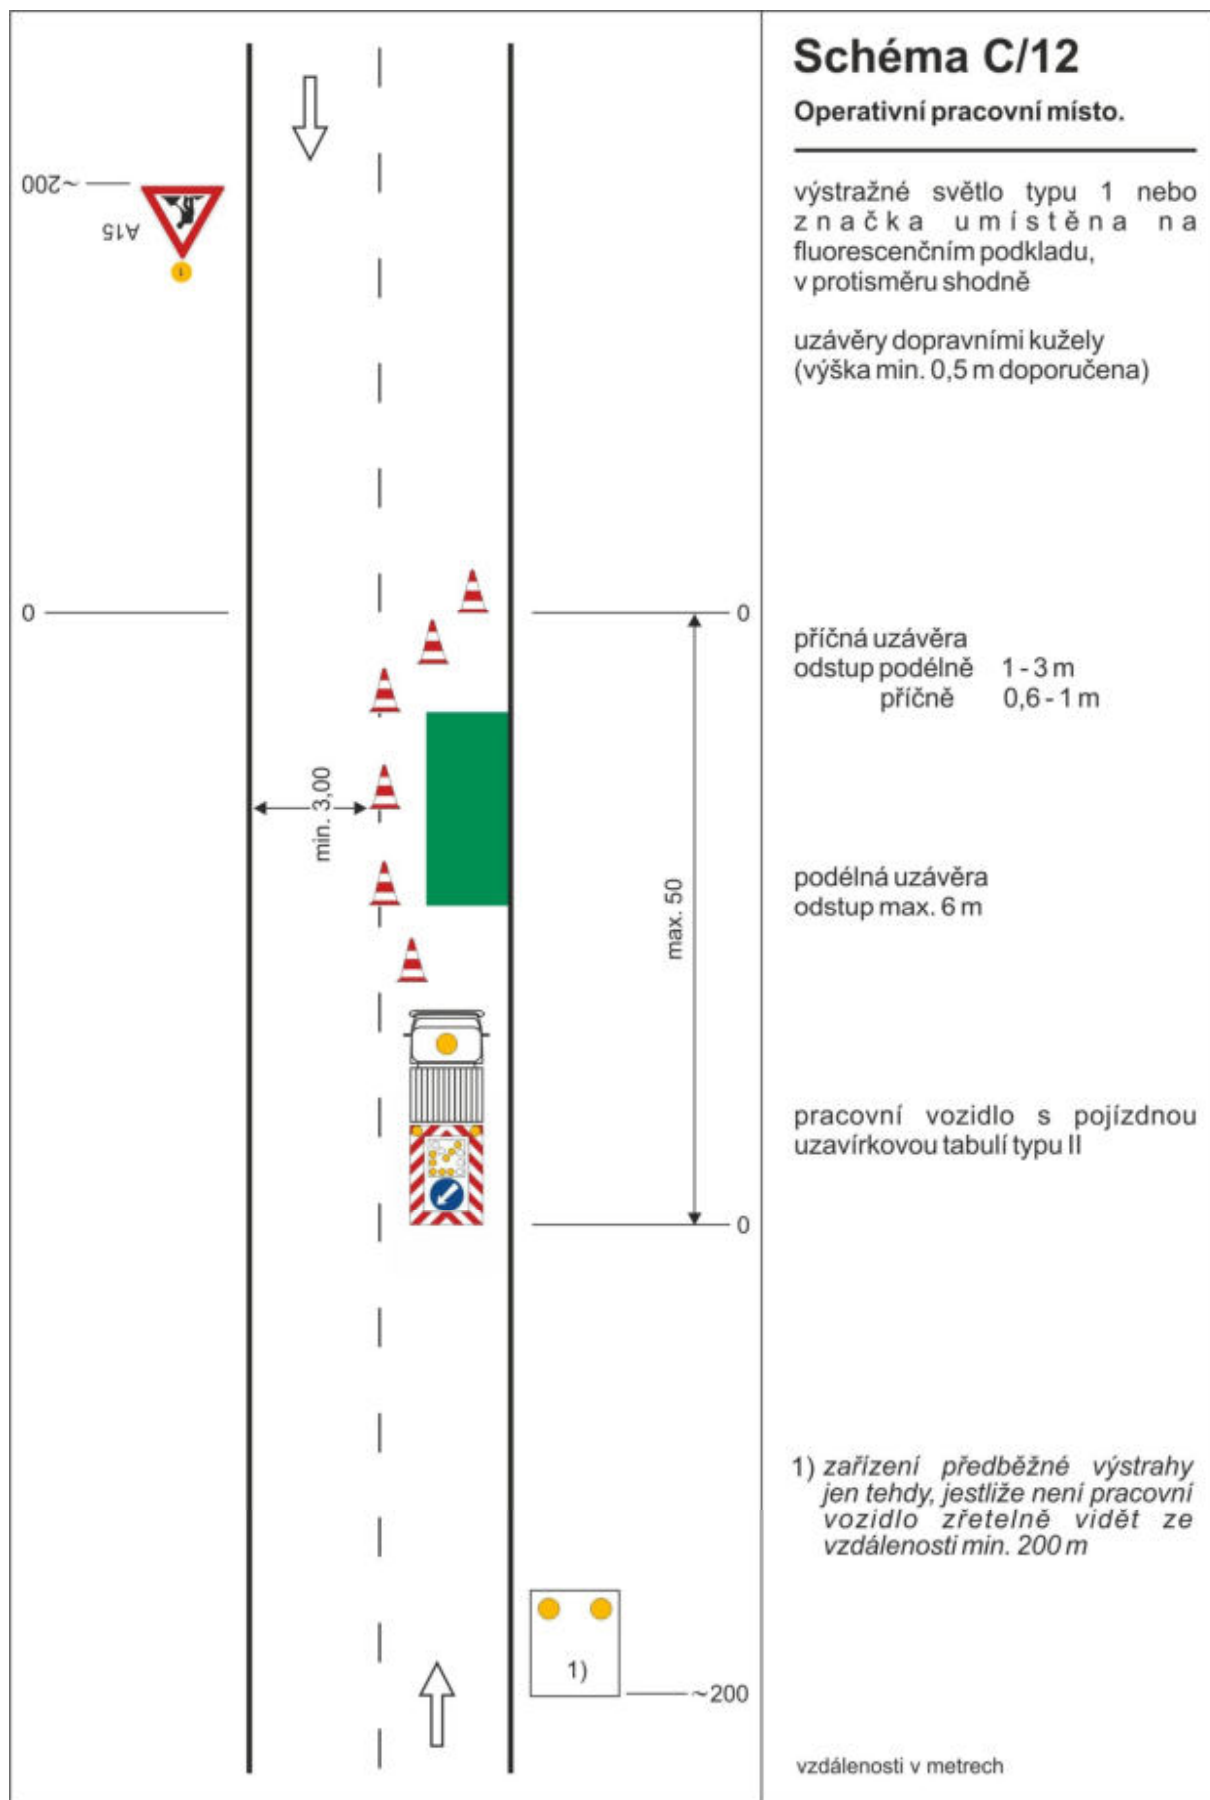 Schéma C/12
Operativní pracovní místo.
výstražné světlo typu 1 nebo
značka umístěna na
fluorescenčním podkladu,
v protisměru shodně
uzávěry dopravními kužely
(výška min. 0,5 m doporučena)
~200
A15
1
0
0
příčná uzávěra
odstup podélně 1 - 3 m
příčně 0,6 - 1 m
min. 3,00
max. 50
podélná uzávěra
odstup max. 6 m
pracovní vozidlo s pojízdnou
uzavírkovou tabulí typu II
0
1) zařízení předběžné výstrahy
jen tehdy, jestliže není pracovní
vozidlo zřetelně vidět ze
vzdálenosti min. 200 m
1)
~200
vzdálenosti v metrech